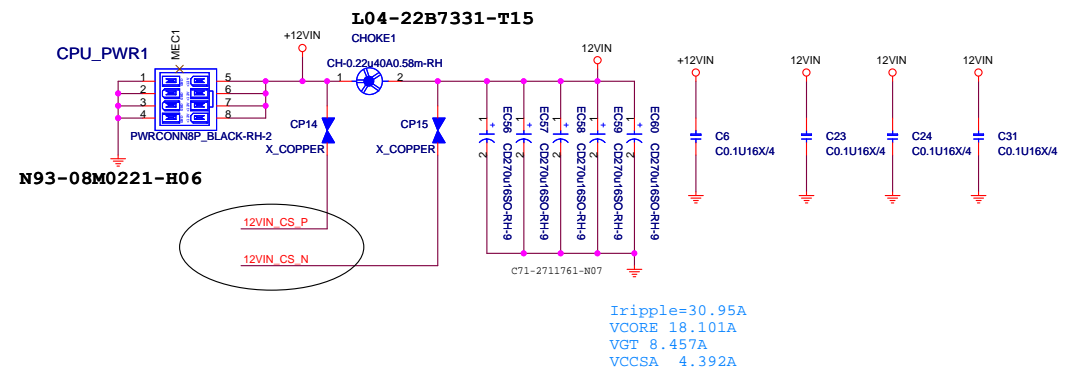 L04-22B7331-T15
+12VIN
CHOKE1
12VIN
CPU_PWR1
MEC1
CH-0.22u40A0.58m-RH
+12VIN
12VIN
12VIN
12VIN
1
2
3
4
5
6
7
8
1
2
PWRCONN8P_BLACK-RH-2
N93-08M0221-H06
CP14
X_COPPER
CP15
X_COPPER
1
2
+
EC56
CD270u16SO-RH-9
1
2
+
EC57
CD270u16SO-RH-9
1
2
+
EC58
CD270u16SO-RH-9
1
2
+
EC59
CD270u16SO-RH-9
1
2
+
EC60
CD270u16SO-RH-9
C6
C0.1U16X/4
C23
C0.1U16X/4
C24
C0.1U16X/4
C31
C0.1U16X/4
12VIN_CS_P
12VIN_CS_N
C71-2711761-N07
Iripple=30.95A
VCORE 18.101A
VGT 8.457A
VCCSA 4.392A